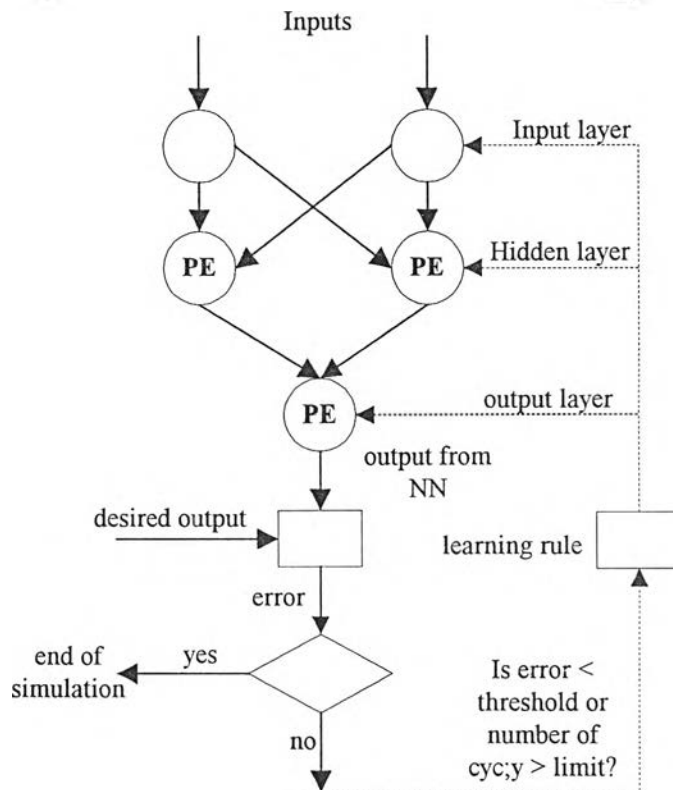 Inputs
Input layer
PE
PE
Hidden layer
PE
output layer
output from
NN
desired output
learning rule
error
yes
end of
simulation
no
Is error <
threshold or
number of
cyc;y > limit?